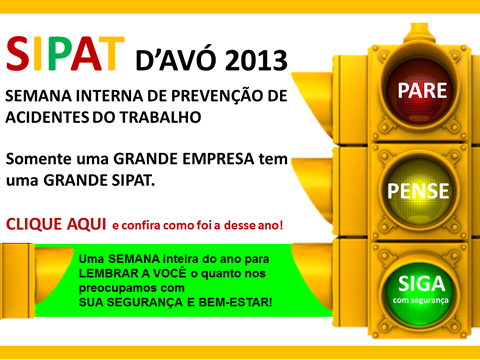 SIPAT D'AVÓ 2013
SEMANA INTERNA DE PREVENÇÃO DE
ACIDENTES DO TRABALHO
Somente uma GRANDE EMPRESA tem
uma GRANDE SIPAT.
CLIQUE AQUI e confira como foi a desse ano!
Uma SEMANA inteira do ano para
LEMBRAR A VOCÊ o quanto nos
preocupamos com
SUA SEGURANÇA E BEM-ESTAR!
PARE
PENSE
SIGA
com segurança